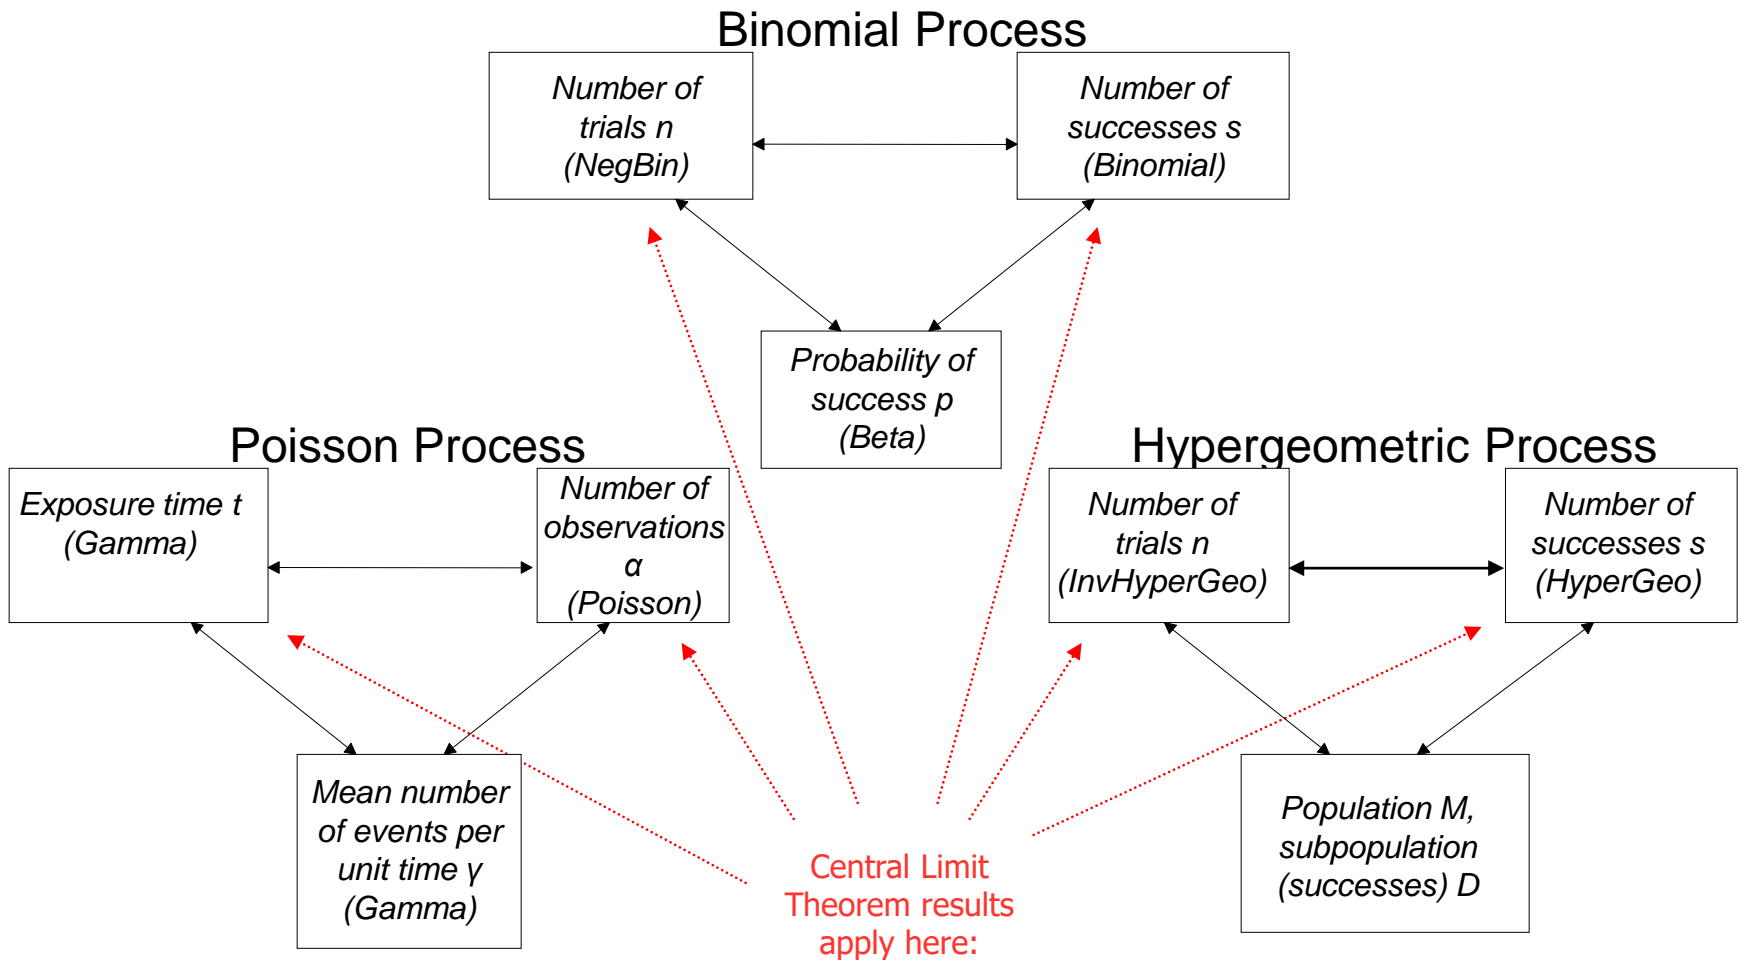 Binomial Process
Number of
trials n
(NegBin)
Number of
successes s
(Binomial)
Probability of
success p
(Beta)
Poisson Process
Exposure time t
(Gamma)
Number of
observations
α
(Poisson)
Mean number
of events per
unit time γ
(Gamma)
Hypergeometric Process
Number of
trials n
(InvHyperGeo)
Number of
successes s
(HyperGeo)
Population M,
subpopulation
(successes) D
Central Limit
Theorem results
apply here: